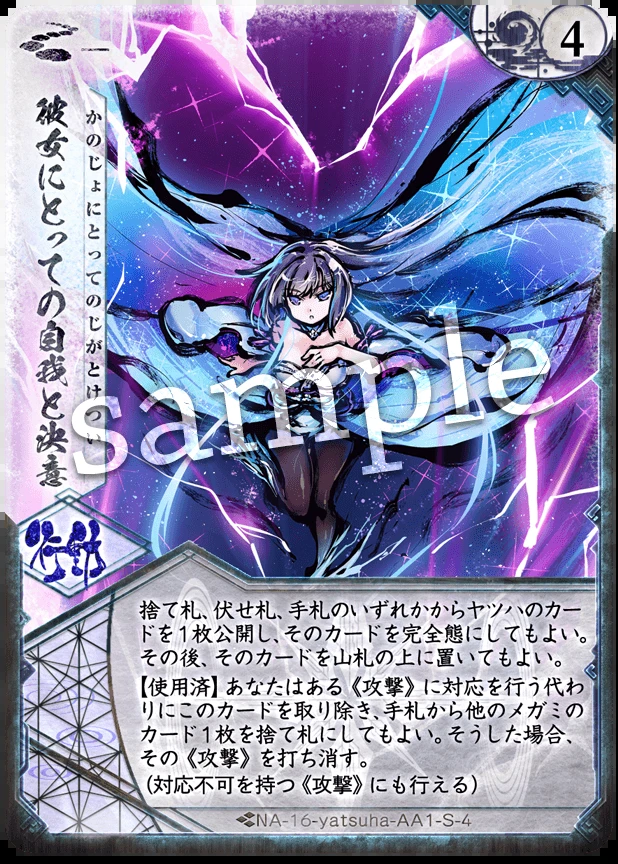 4
彼女にとっての自我と決意
かのじょにとってのじがとけつい
sample
行動
捨て札、伏せ札、手札のいずれかからヤツハのカー
ドを1枚公開し、そのカードを完全態にしてもよい。
その後、そのカードを山札の上に置いてもよい。
【使用済】あなたはある《攻撃》に対応を行う代わ
りにこのカードを取り除き、手札から他のメガミの
カード1枚を捨て札にしてもよい。そうした場合、
その《攻撃》を打ち消す。
(対応不可を持つ《攻撃》にも行える)
NA-16-yatsuha-AA1-S-4